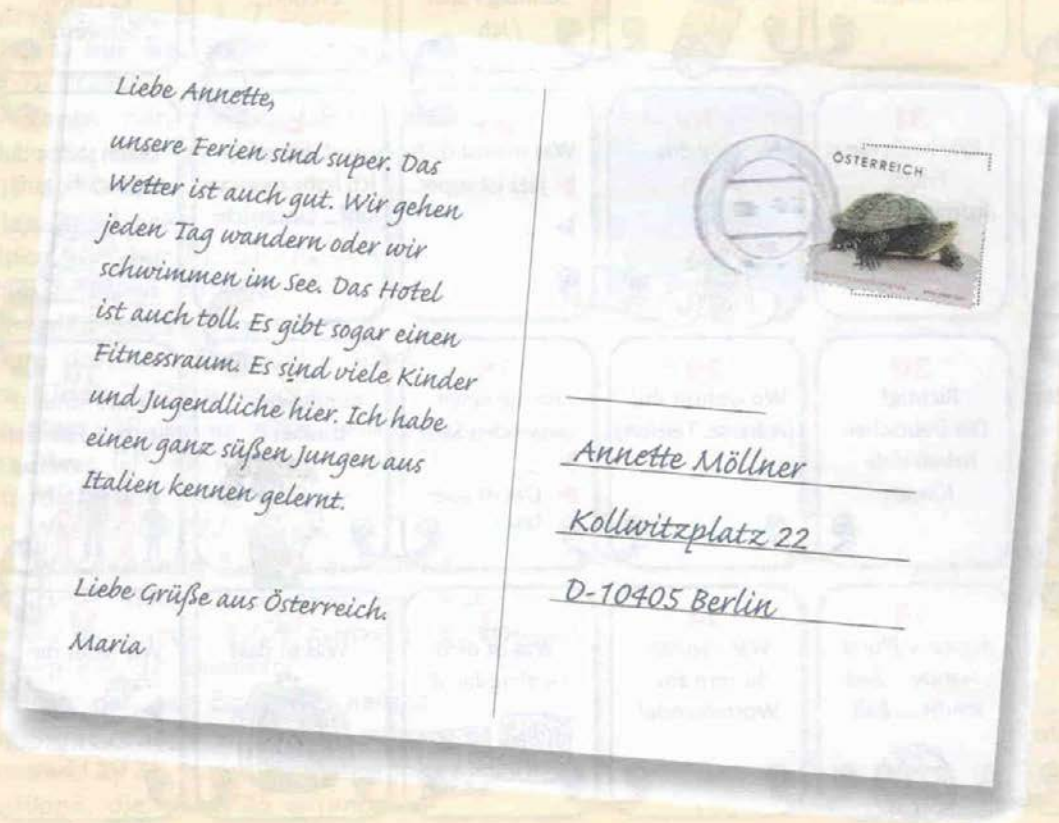 Liebe Annette,
unsere Ferien sind super. Das
Wetter ist auch gut. Wir gehen
jeden Tag wandern oder wir
schwimmen im See. Das Hotel
ist auch toll. Es gibt sogar einen
Fitnessraum. Es sind viele Kinder
und Jugendliche hier. Ich habe
einen ganz süßen Jungen aus
Italien kennen gelernt.
Liebe Grüße aus Österreich.
Maria
ÖSTERREICH
Annette Möllner
Kollwitzplatz 22
D-10405 Berlin